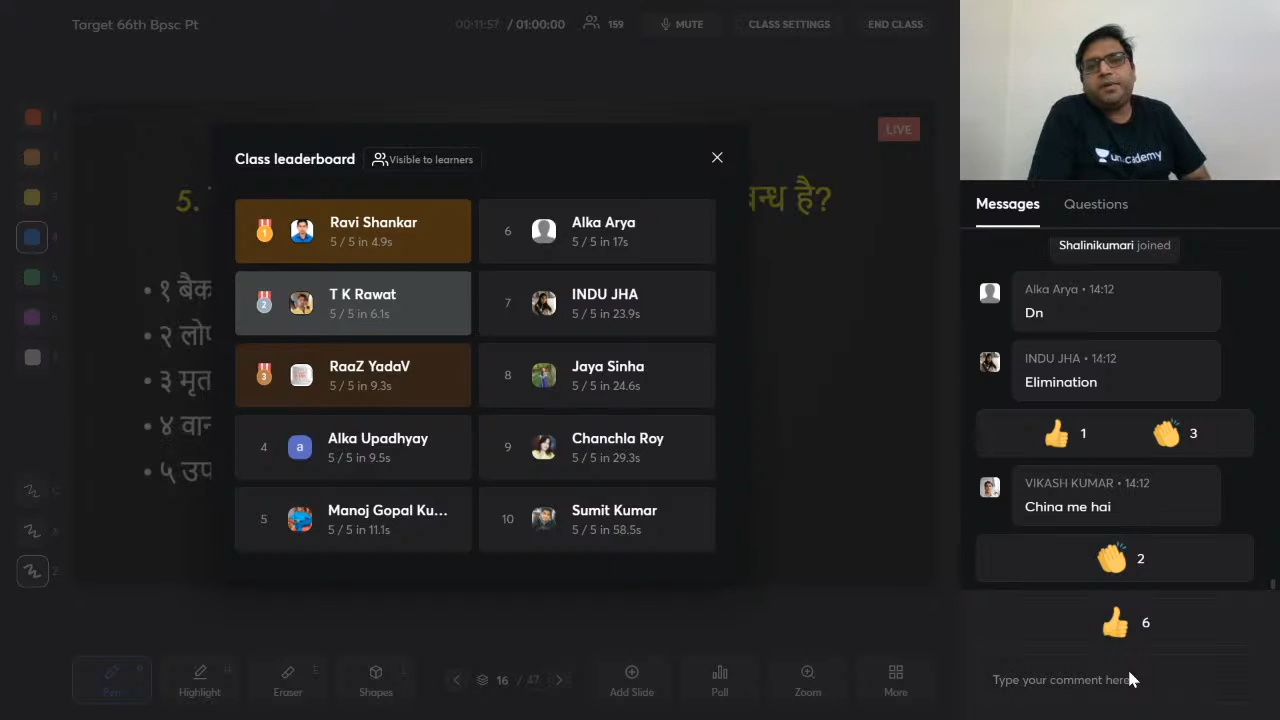 Target 66th Bpsc Pt
00:11:57 / 01:00:00
159
MUTE
CLASS SETTINGS
END CLASS
LIVE
5.
है?
Class leaderboard
Visible to learners
1
Ravi Shankar
5 / 5 in 4.9s
2
T K Rawat
5 / 5 in 6.1s
3
RaaZ YadaV
5 / 5 in 9.3s
4
a
Alka Upadhyay
5 / 5 in 9.5s
5
Manoj Gopal Ku...
5 / 5 in 11.1s
6
Alka Arya
5 / 5 in 17s
7
INDU JHA
5 / 5 in 23.9s
8
Jaya Sinha
5 / 5 in 24.6s
9
Chanchla Roy
5 / 5 in 29.3s
10
Sumit Kumar
5 / 5 in 58.5s
• १
• २
• ३
• ४
• ५
Pen
Highlight
Eraser
Shapes
16 / 47
Add Slide
Poll
Zoom
More
unacademy
Messages
Questions
Shalinikumari joined
Alka Arya • 14:12
Dn
INDU JHA • 14:12
Elimination
1
3
VIKASH KUMAR • 14:12
China me hai
2
6
Type your comment here